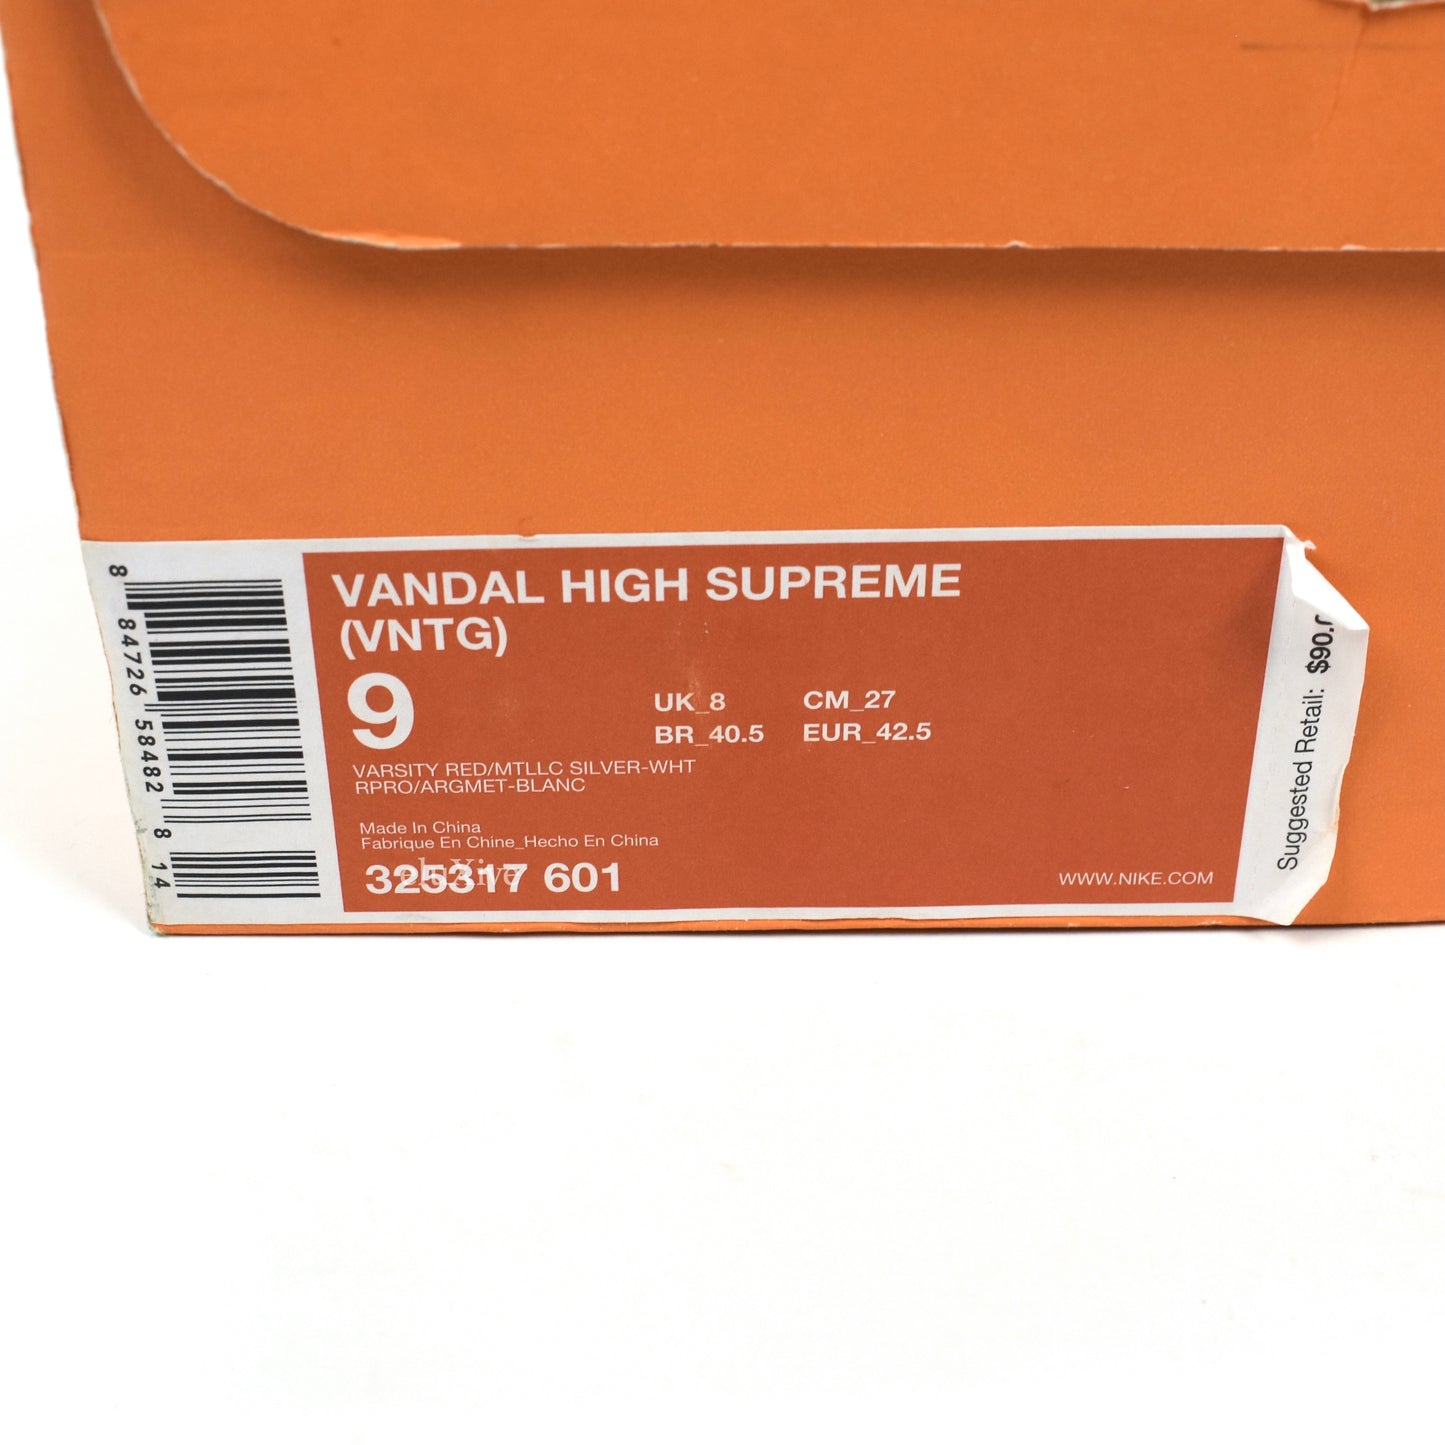 VANDAL HIGH SUPREME
(VNTG)
9
UK_8 CM_27
BR_40.5 EUR_42.5
VARSITY RED/MTLLC SILVER-WHT
RPRO/ARGMET-BLANC
Made In China
Fabrique En Chine_Hecho En China
325317 601
WWW.NIKE.COM
8 84726 58482 8 14
Suggested Retail: $90.